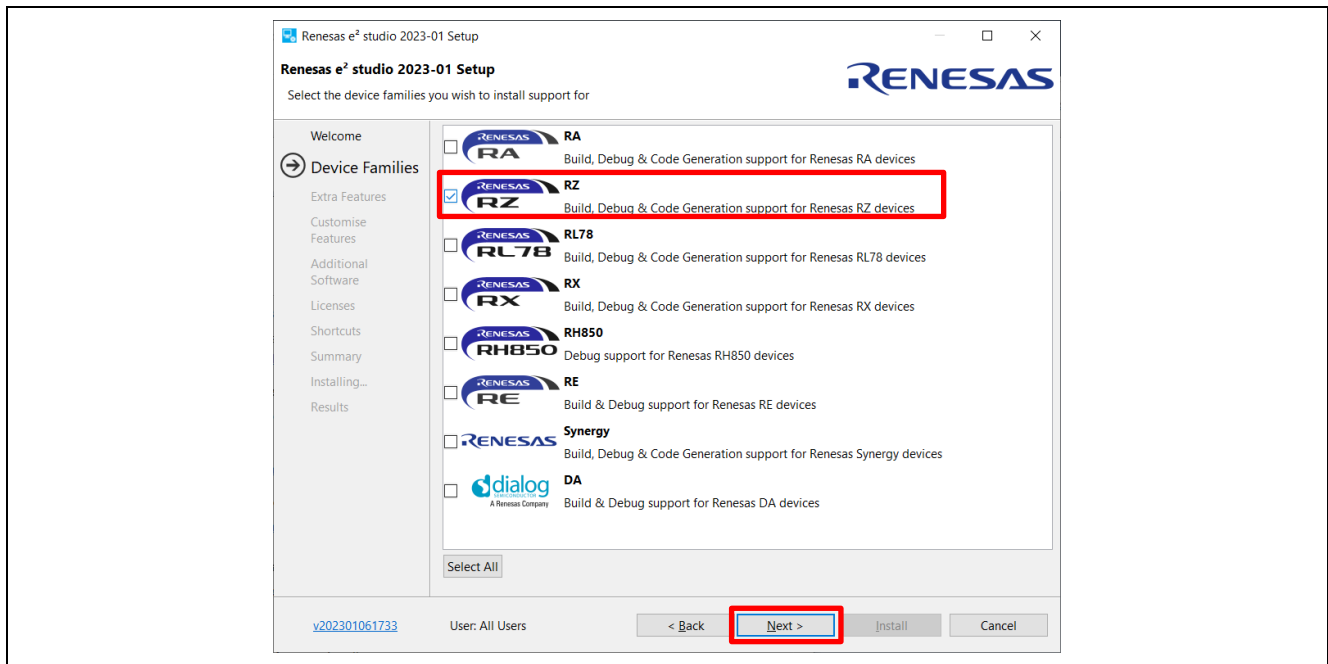 Renesas e² studio 2023-01 Setup
Renesas e² studio 2023-01 Setup
Select the device families you wish to install support for
RENESAS
Welcome
Device Families
Extra Features
Customise
Features
Additional
Software
Licenses
Shortcuts
Summary
Installing...
Results
RENESAS
RA
RA
Build, Debug & Code Generation support for Renesas RA devices
RENESAS
RZ
RZ
Build, Debug & Code Generation support for Renesas RZ devices
RENESAS
RL78
RL78
Build, Debug & Code Generation support for Renesas RL78 devices
RENESAS
RX
RX
Build, Debug & Code Generation support for Renesas RX devices
RENESAS
RH850
RH850
Debug support for Renesas RH850 devices
RENESAS
RE
RE
Build & Debug support for Renesas RE devices
RENESAS
Synergy
Build, Debug & Code Generation support for Renesas Synergy devices
dialog
SEMICONDUCTOR
A Renesas Company
DA
Build & Debug support for Renesas DA devices
Select All
v202301061733
User: All Users
< Back
Next >
Install
Cancel